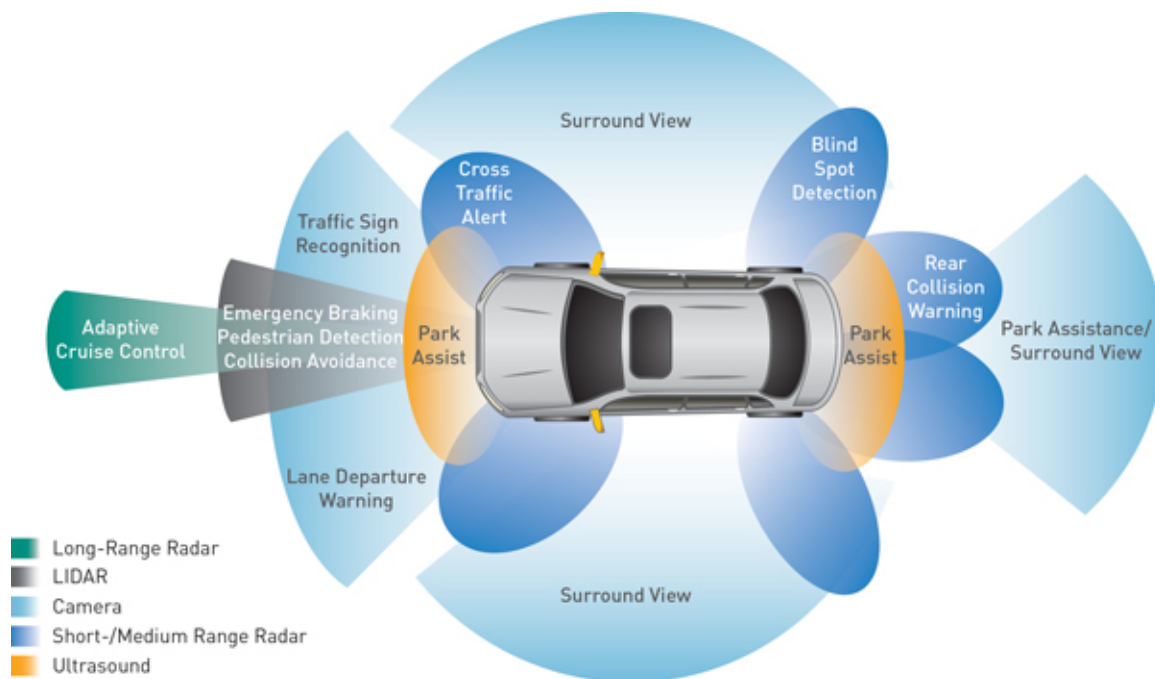 Surround View
Blind
Spot
Detection
Cross
Traffic
Alert
Traffic Sign
Recognition
Rear
Collision
Warning
Adaptive
Cruise Control
Emergency Braking
Pedestrian Detection
Collision Avoidance
Park
Assist
Park
Assist
Park Assistance/
Surround View
Lane Departure
Warning
Surround View
Long-Range Radar
LIDAR
Camera
Short-/Medium Range Radar
Ultrasound